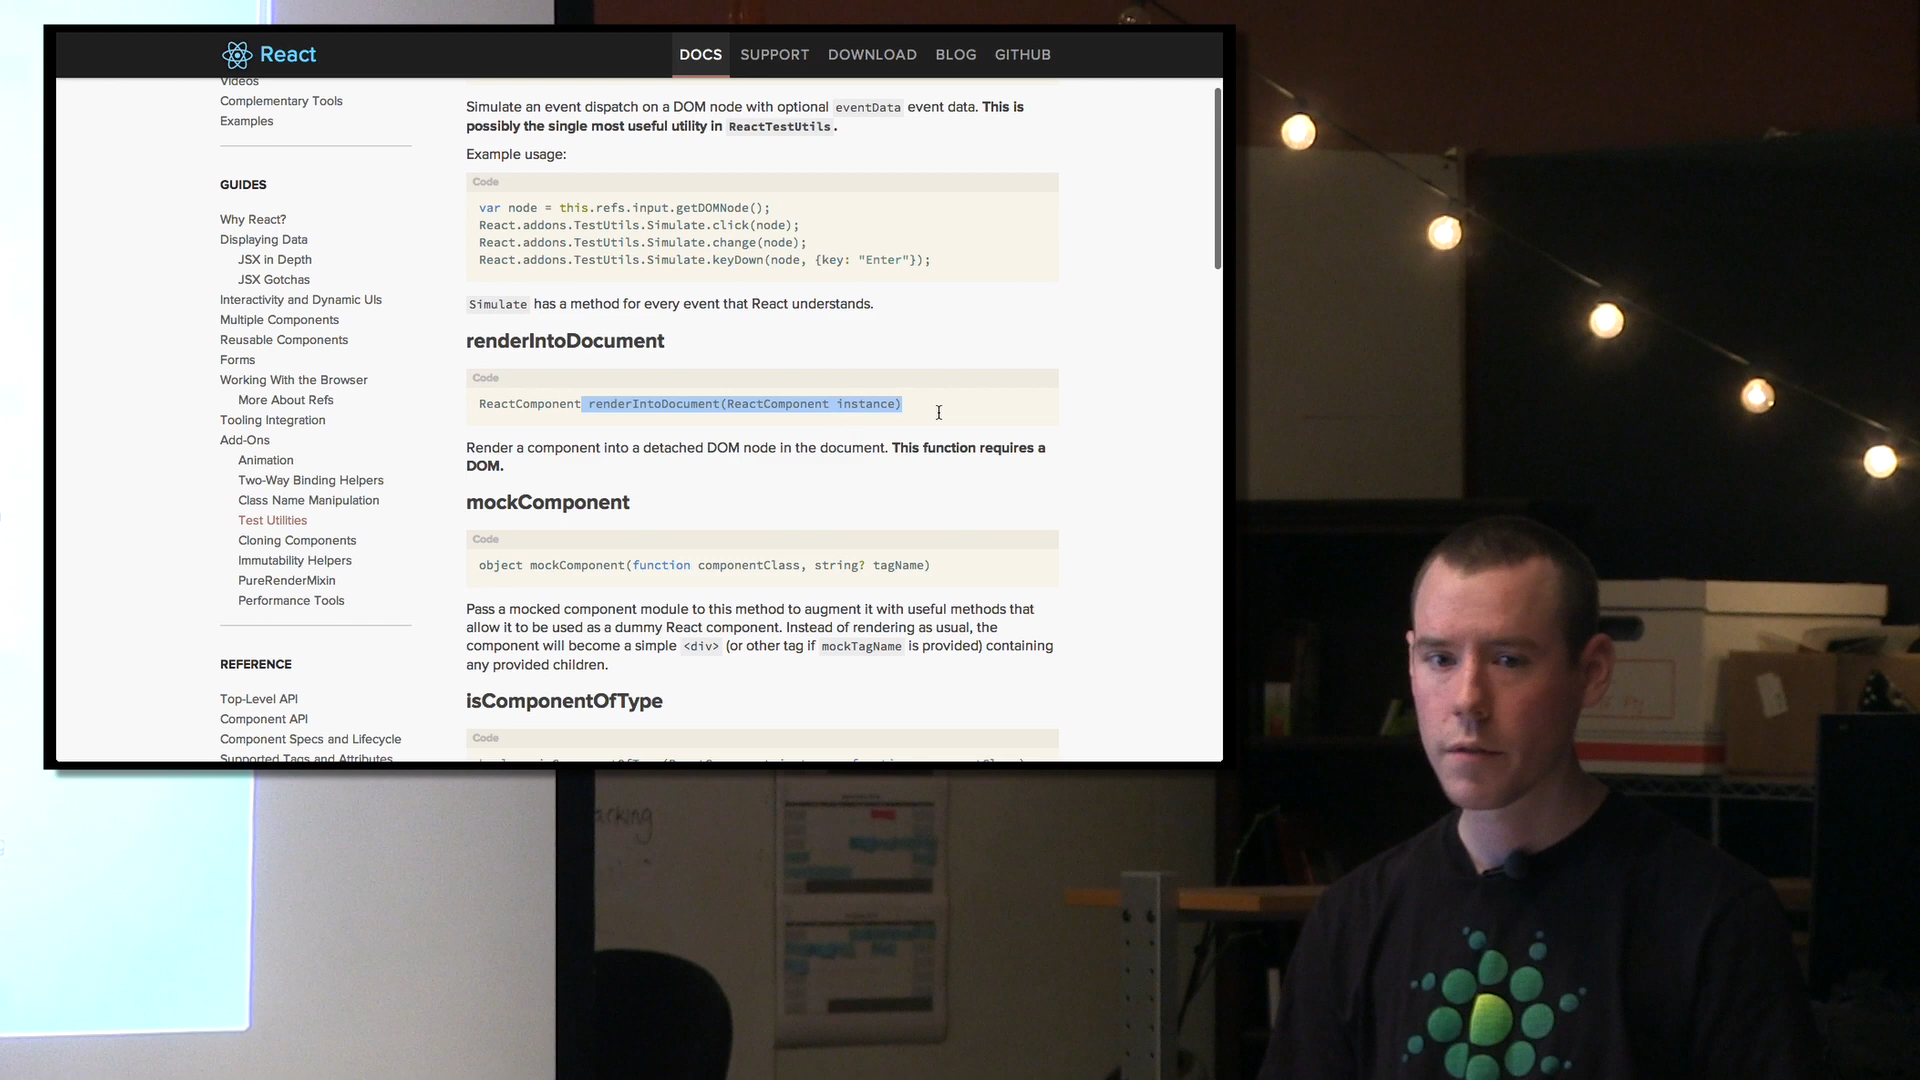 React
DOCS
SUPPORT
DOWNLOAD
BLOG
GITHUB
Videos
Complementary Tools
Examples
GUIDES
Why React?
Displaying Data
JSX in Depth
JSX Gotchas
Interactivity and Dynamic UIs
Multiple Components
Reusable Components
Forms
Working With the Browser
More About Refs
Tooling Integration
Add-Ons
Animation
Two-Way Binding Helpers
Class Name Manipulation
Test Utilities
Cloning Components
Immutability Helpers
PureRenderMixin
Performance Tools
REFERENCE
Top-Level API
Component API
Component Specs and Lifecycle
Supported Tags and Attributes
Simulate an event dispatch on a DOM node with optional eventData event data. This is
possibly the single most useful utility in ReactTestUtils.
Example usage:
Code
var node = this.refs.input.getDOMNode();
React.addons.TestUtils.Simulate.click(node);
React.addons.TestUtils.Simulate.change(node);
React.addons.TestUtils.Simulate.keyDown(node, {key: "Enter"});
Simulate has a method for every event that React understands.
renderIntoDocument
Code
ReactComponent renderIntoDocument(ReactComponent instance)
Render a component into a detached DOM node in the document. This function requires a
DOM.
mockComponent
Code
object mockComponent(function componentClass, string? tagName)
Pass a mocked component module to this method to augment it with useful methods that
allow it to be used as a dummy React component. Instead of rendering as usual, the
component will become a simple <div> (or other tag if mockTagName is provided) containing
any provided children.
isComponentOfType
Code